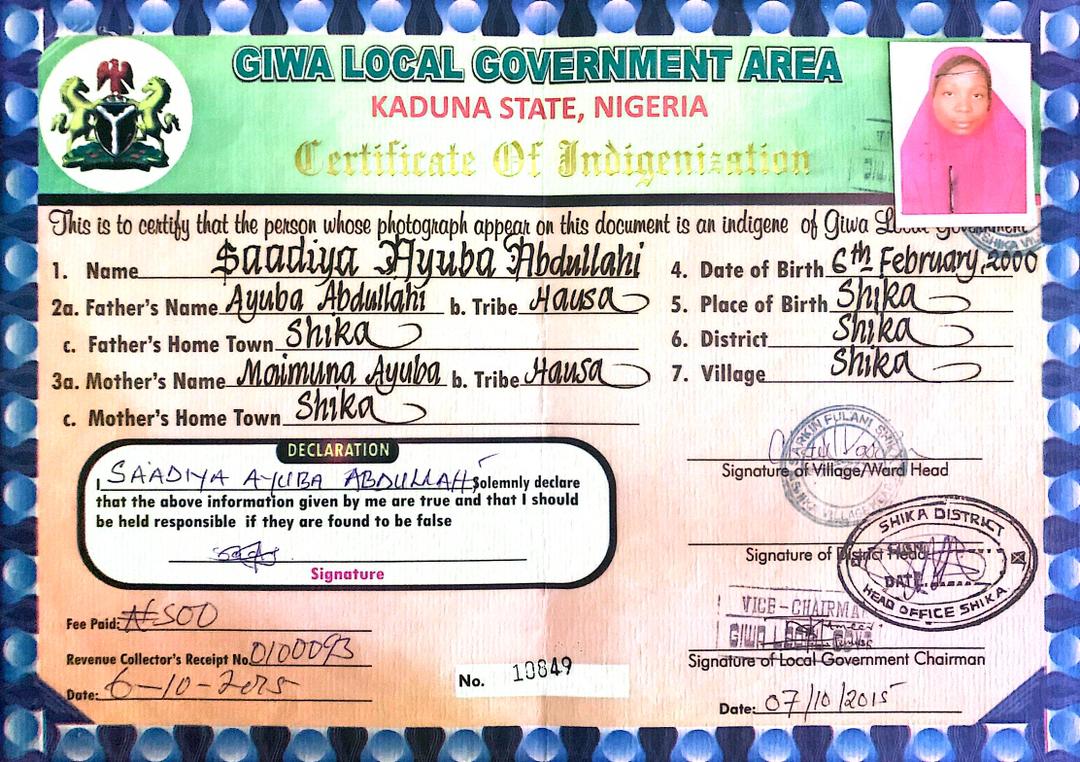 GIWA LOCAL GOVERNMENT AREA
KADUNA STATE, NIGERIA
Certificate Of Indigenization
This is to certify that the person whose photograph appear on this document is an indigene of Giwa Local Government
1. Name Saadiya Ayuba Abdullahi
2a. Father's Name Ayuba Abdullahi b. Tribe Hausa
c. Father's Home Town Shika
3a. Mother's Name Maimuna Ayuba b. Tribe Hausa
c. Mother's Home Town Shika
4. Date of Birth 6th February, 2000
5. Place of Birth Shika
6. District Shika
7. Village Shika
DECLARATION
I SAADIYA AYUBA ABDULLAHI Solemnly declare
that the above information given by me are true and that I should
be held responsible if they are found to be false
Signature
Fee Paid: ₦500
Revenue Collector's Receipt No. 0100093
Date: 6-10-2015
No. 10849
SARKIN FULANI SHIKA
Signature of Village/Ward Head
SHIKA DISTRICT
Signature of District Head
SIGN
DATE
HEAD OFFICE SHIKA
VICE-CHAIRMA
GIWA
Signature of Local Government Chairman
Date: 07/10/2015